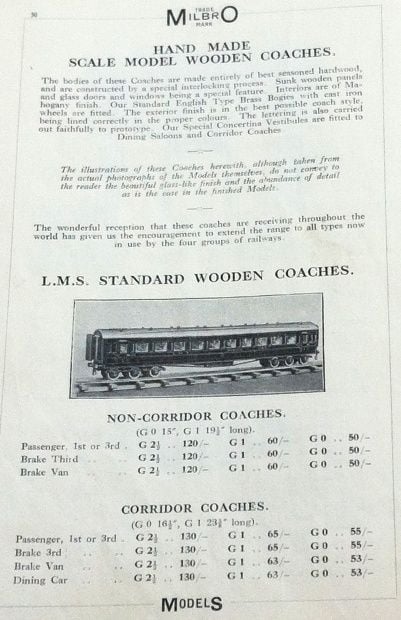 50
TRADE
MILBRO
MARK
HAND MADE
SCALE MODEL WOODEN COACHES.
The bodies of these Coaches are made entirely of best seasoned hardwood,
and are constructed by a special interlocking process. Sunk wooden panels
and glass doors and windows being a special feature. Interiors are of Ma-
hogany finish. Our Standard English Type Brass Bogies with cast iron
wheels are fitted. The exterior finish is in the best possible coach style,
being lined correctly in the proper colours. The lettering is also carried
out faithfully to prototype. Our Special Concertina Vestibules are fitted to
Dining Saloons and Corridor Coaches
The illustrations of these Coaches herewith, although taken from
the actual photographs of the Models themselves, do not convey to
the reader the beautiful glass-like finish and the abundance of detail
as is the case in the finished Models.
The wonderful reception that these coaches are receiving throughout the
world has given us the encouragement to extend the range to all types now
in use by the four groups of railways.
L.M.S. STANDARD WOODEN COACHES.
NON-CORRIDOR COACHES.
(G 0 15", G 1 19½" long).
Passenger, 1st or 3rd . G 2½ .. 120/- G 1 .. 60/- G 0 .. 50/-
Brake Third .. G 2½ .. 120/- G 1 .. 60/- G 0 .. 50/-
Brake Van .. G 2½ .. 120/- G 1 .. 60/- G 0 .. 50/-
CORRIDOR COACHES.
(G 0 16½", G 1 23½" long).
Passenger, 1st or 3rd . G 2½ .. 130/- G 1 .. 65/- G 0 .. 55/-
Brake 3rd .. .. G 2½ .. 130/- G 1 .. 65/- G 0 .. 55/-
Brake Van .. .. G 2½ .. 130/- G 1 .. 63/- G 0 .. 53/-
Dining Car .. .. G 2½ .. 130/- G 1 .. 63/- G 0 .. 53/-
MODELS